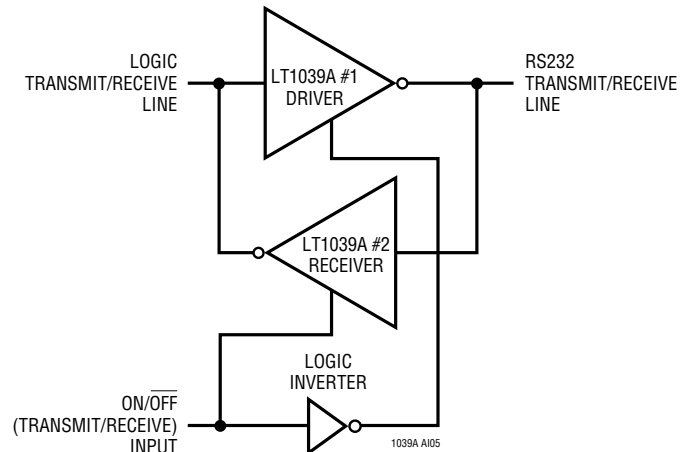 LOGIC
TRANSMIT/RECEIVE
LINE
LT1039A #1
DRIVER
RS232
TRANSMIT/RECEIVE
LINE
LT1039A #2
RECEIVER
LOGIC
INVERTER
ON/OFF
(TRANSMIT/RECEIVE)
INPUT
1039A AI05